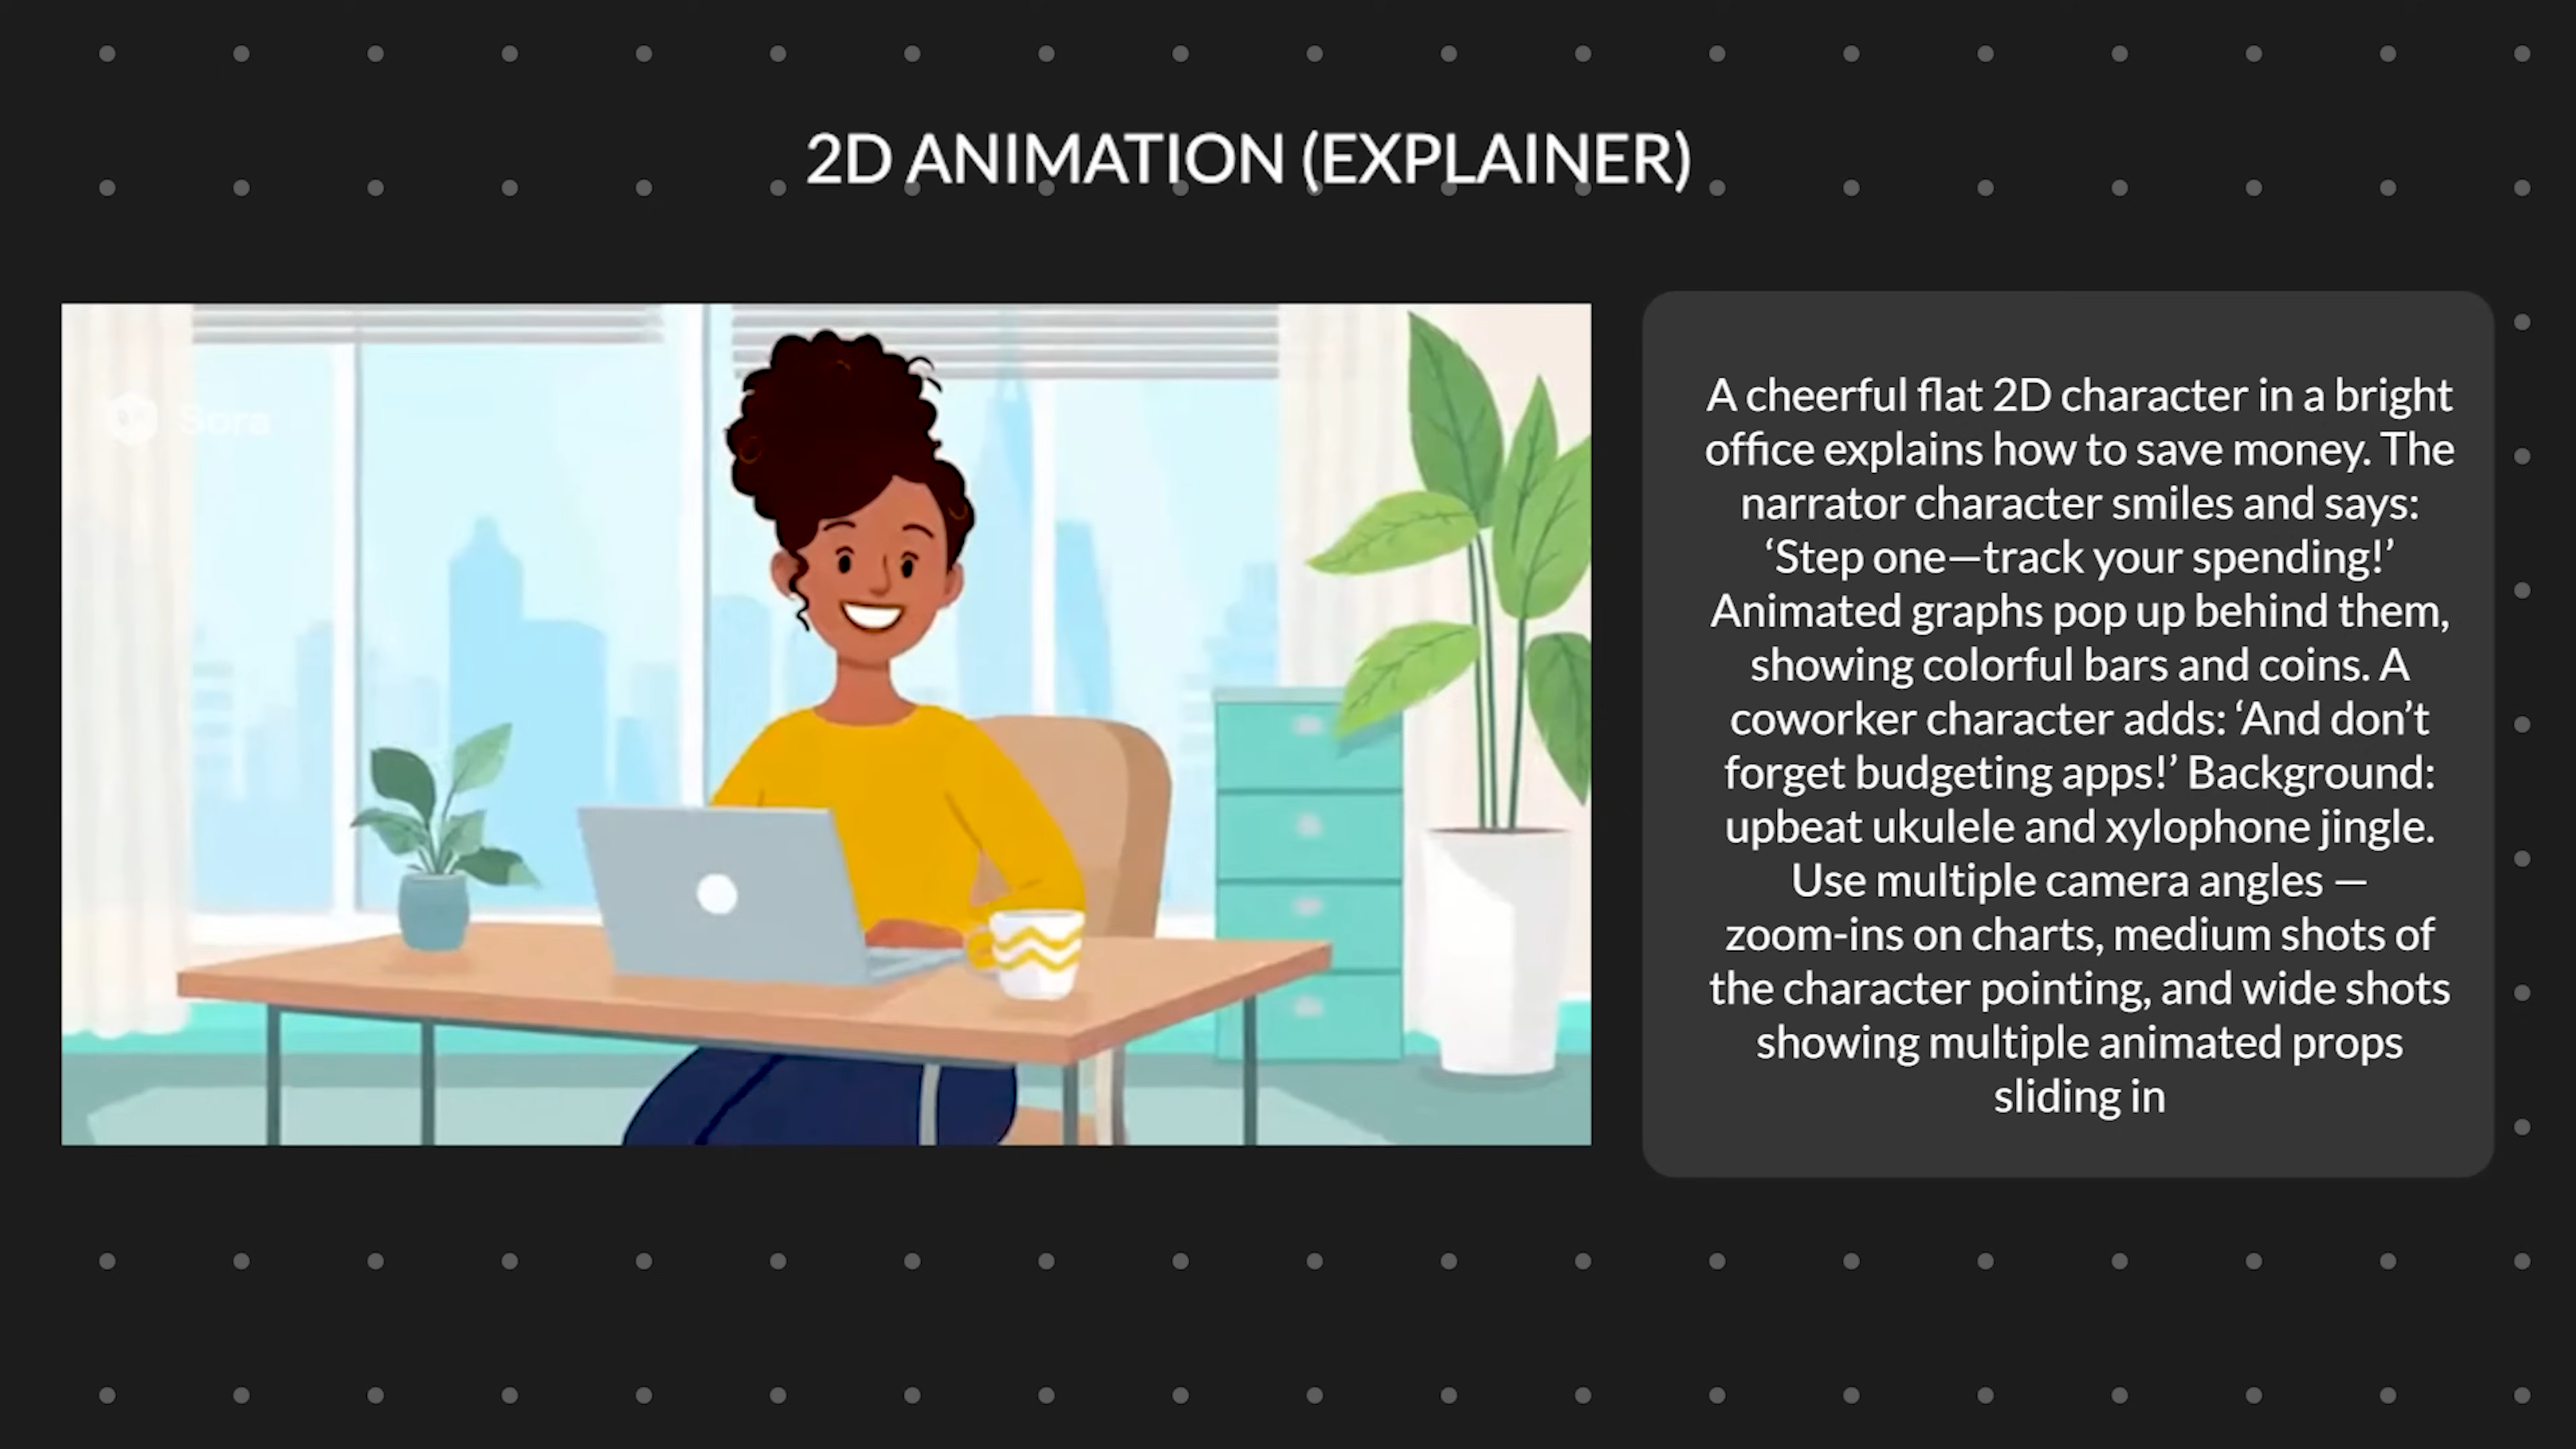 2D ANIMATION (EXPLAINER)
Sora
A cheerful flat 2D character in a bright
office explains how to save money. The
narrator character smiles and says:
‘Step one—track your spending!’
Animated graphs pop up behind them,
showing colorful bars and coins. A
coworker character adds: ‘And don’t
forget budgeting apps!’ Background:
upbeat ukulele and xylophone jingle.
Use multiple camera angles —
zoom-ins on charts, medium shots of
the character pointing, and wide shots
showing multiple animated props
sliding in